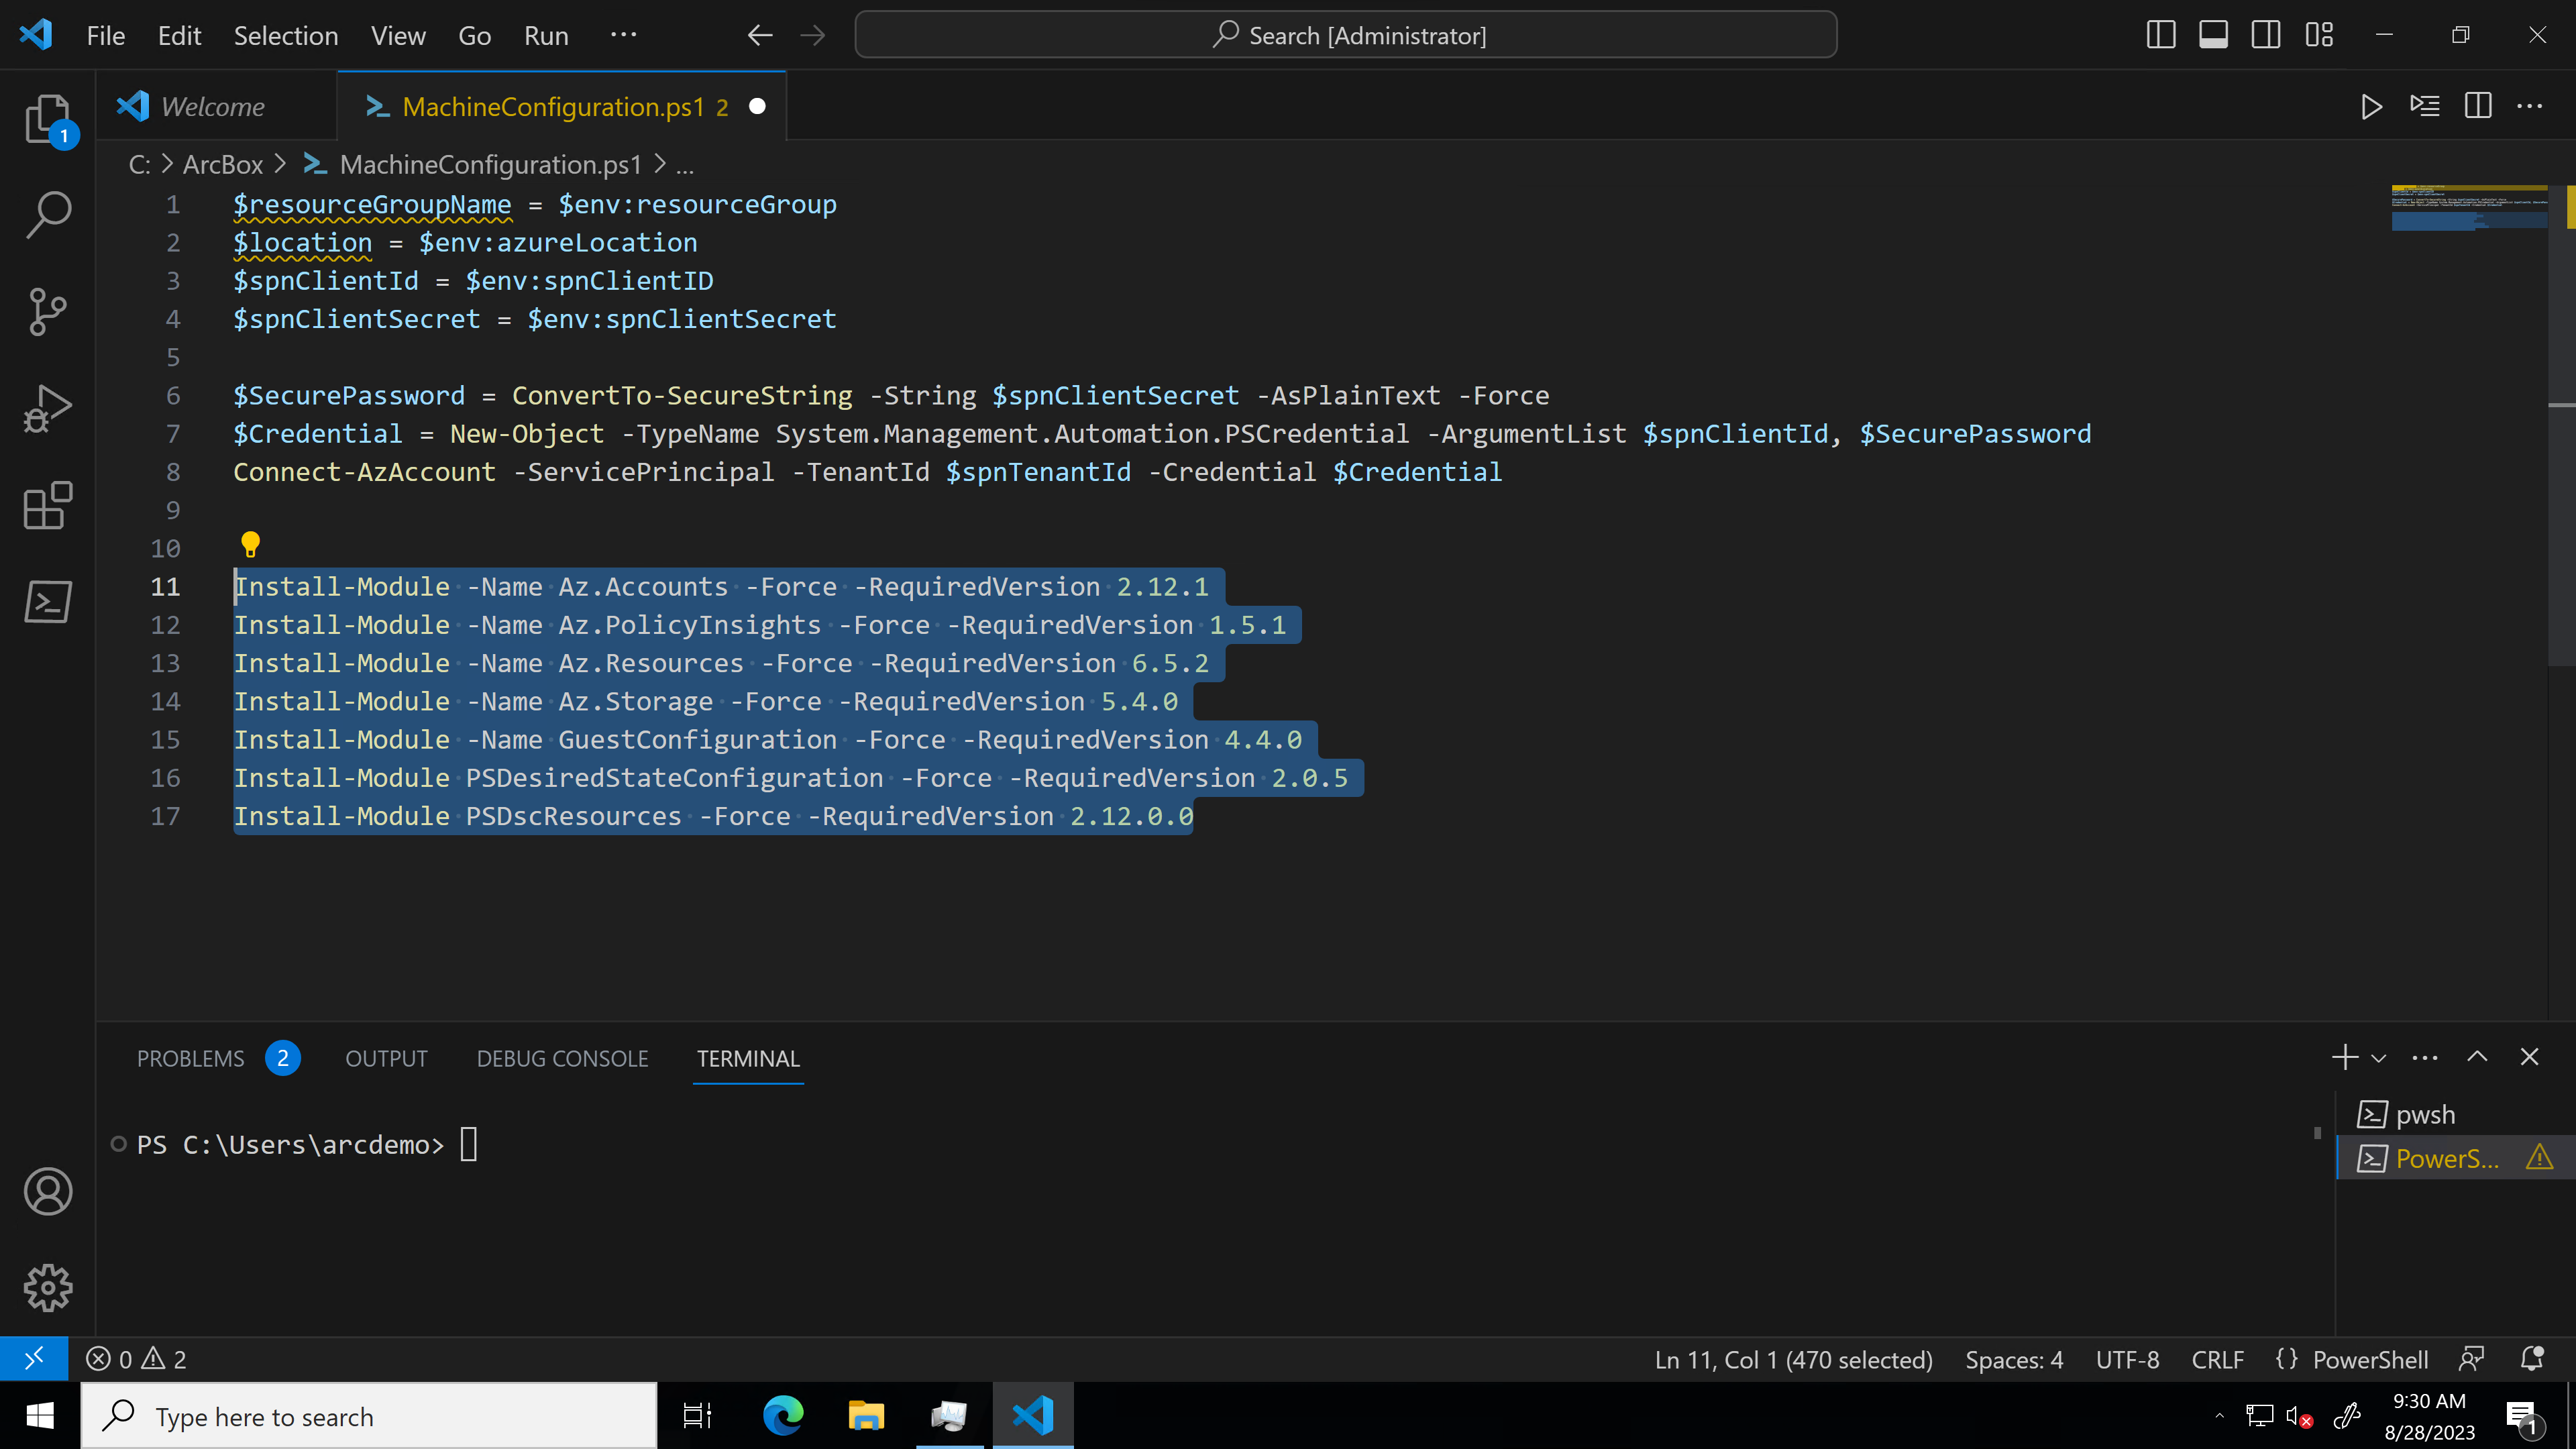 File Edit Selection View Go Run ...
Search [Administrator]
Welcome
MachineConfiguration.ps1 2
C: > ArcBox > MachineConfiguration.ps1 > ...
1 $resourceGroupName = $env:resourceGroup
2 $location = $env:azureLocation
3 $spnClientId = $env:spnClientID
4 $spnClientSecret = $env:spnClientSecret
5
6 $SecurePassword = ConvertTo-SecureString -String $spnClientSecret -AsPlainText -Force
7 $Credential = New-Object -TypeName System.Management.Automation.PSCredential -ArgumentList $spnClientId, $SecurePassword
8 Connect-AzAccount -ServicePrincipal -TenantId $spnTenantId -Credential $Credential
9
10
11 Install-Module -Name Az.Accounts -Force -RequiredVersion 2.12.1
12 Install-Module -Name Az.PolicyInsights -Force -RequiredVersion 1.5.1
13 Install-Module -Name Az.Resources -Force -RequiredVersion 6.5.2
14 Install-Module -Name Az.Storage -Force -RequiredVersion 5.4.0
15 Install-Module -Name GuestConfiguration -Force -RequiredVersion 4.4.0
16 Install-Module PSDesiredStateConfiguration -Force -RequiredVersion 2.0.5
17 Install-Module PSDscResources -Force -RequiredVersion 2.12.0.0
1
PROBLEMS 2 OUTPUT DEBUG CONSOLE TERMINAL
PS C:\Users\arcdemo>
pwsh
PowerS...
0 2
Ln 11, Col 1 (470 selected) Spaces: 4 UTF-8 CRLF {} PowerShell
Type here to search
9:30 AM
8/28/2023
1